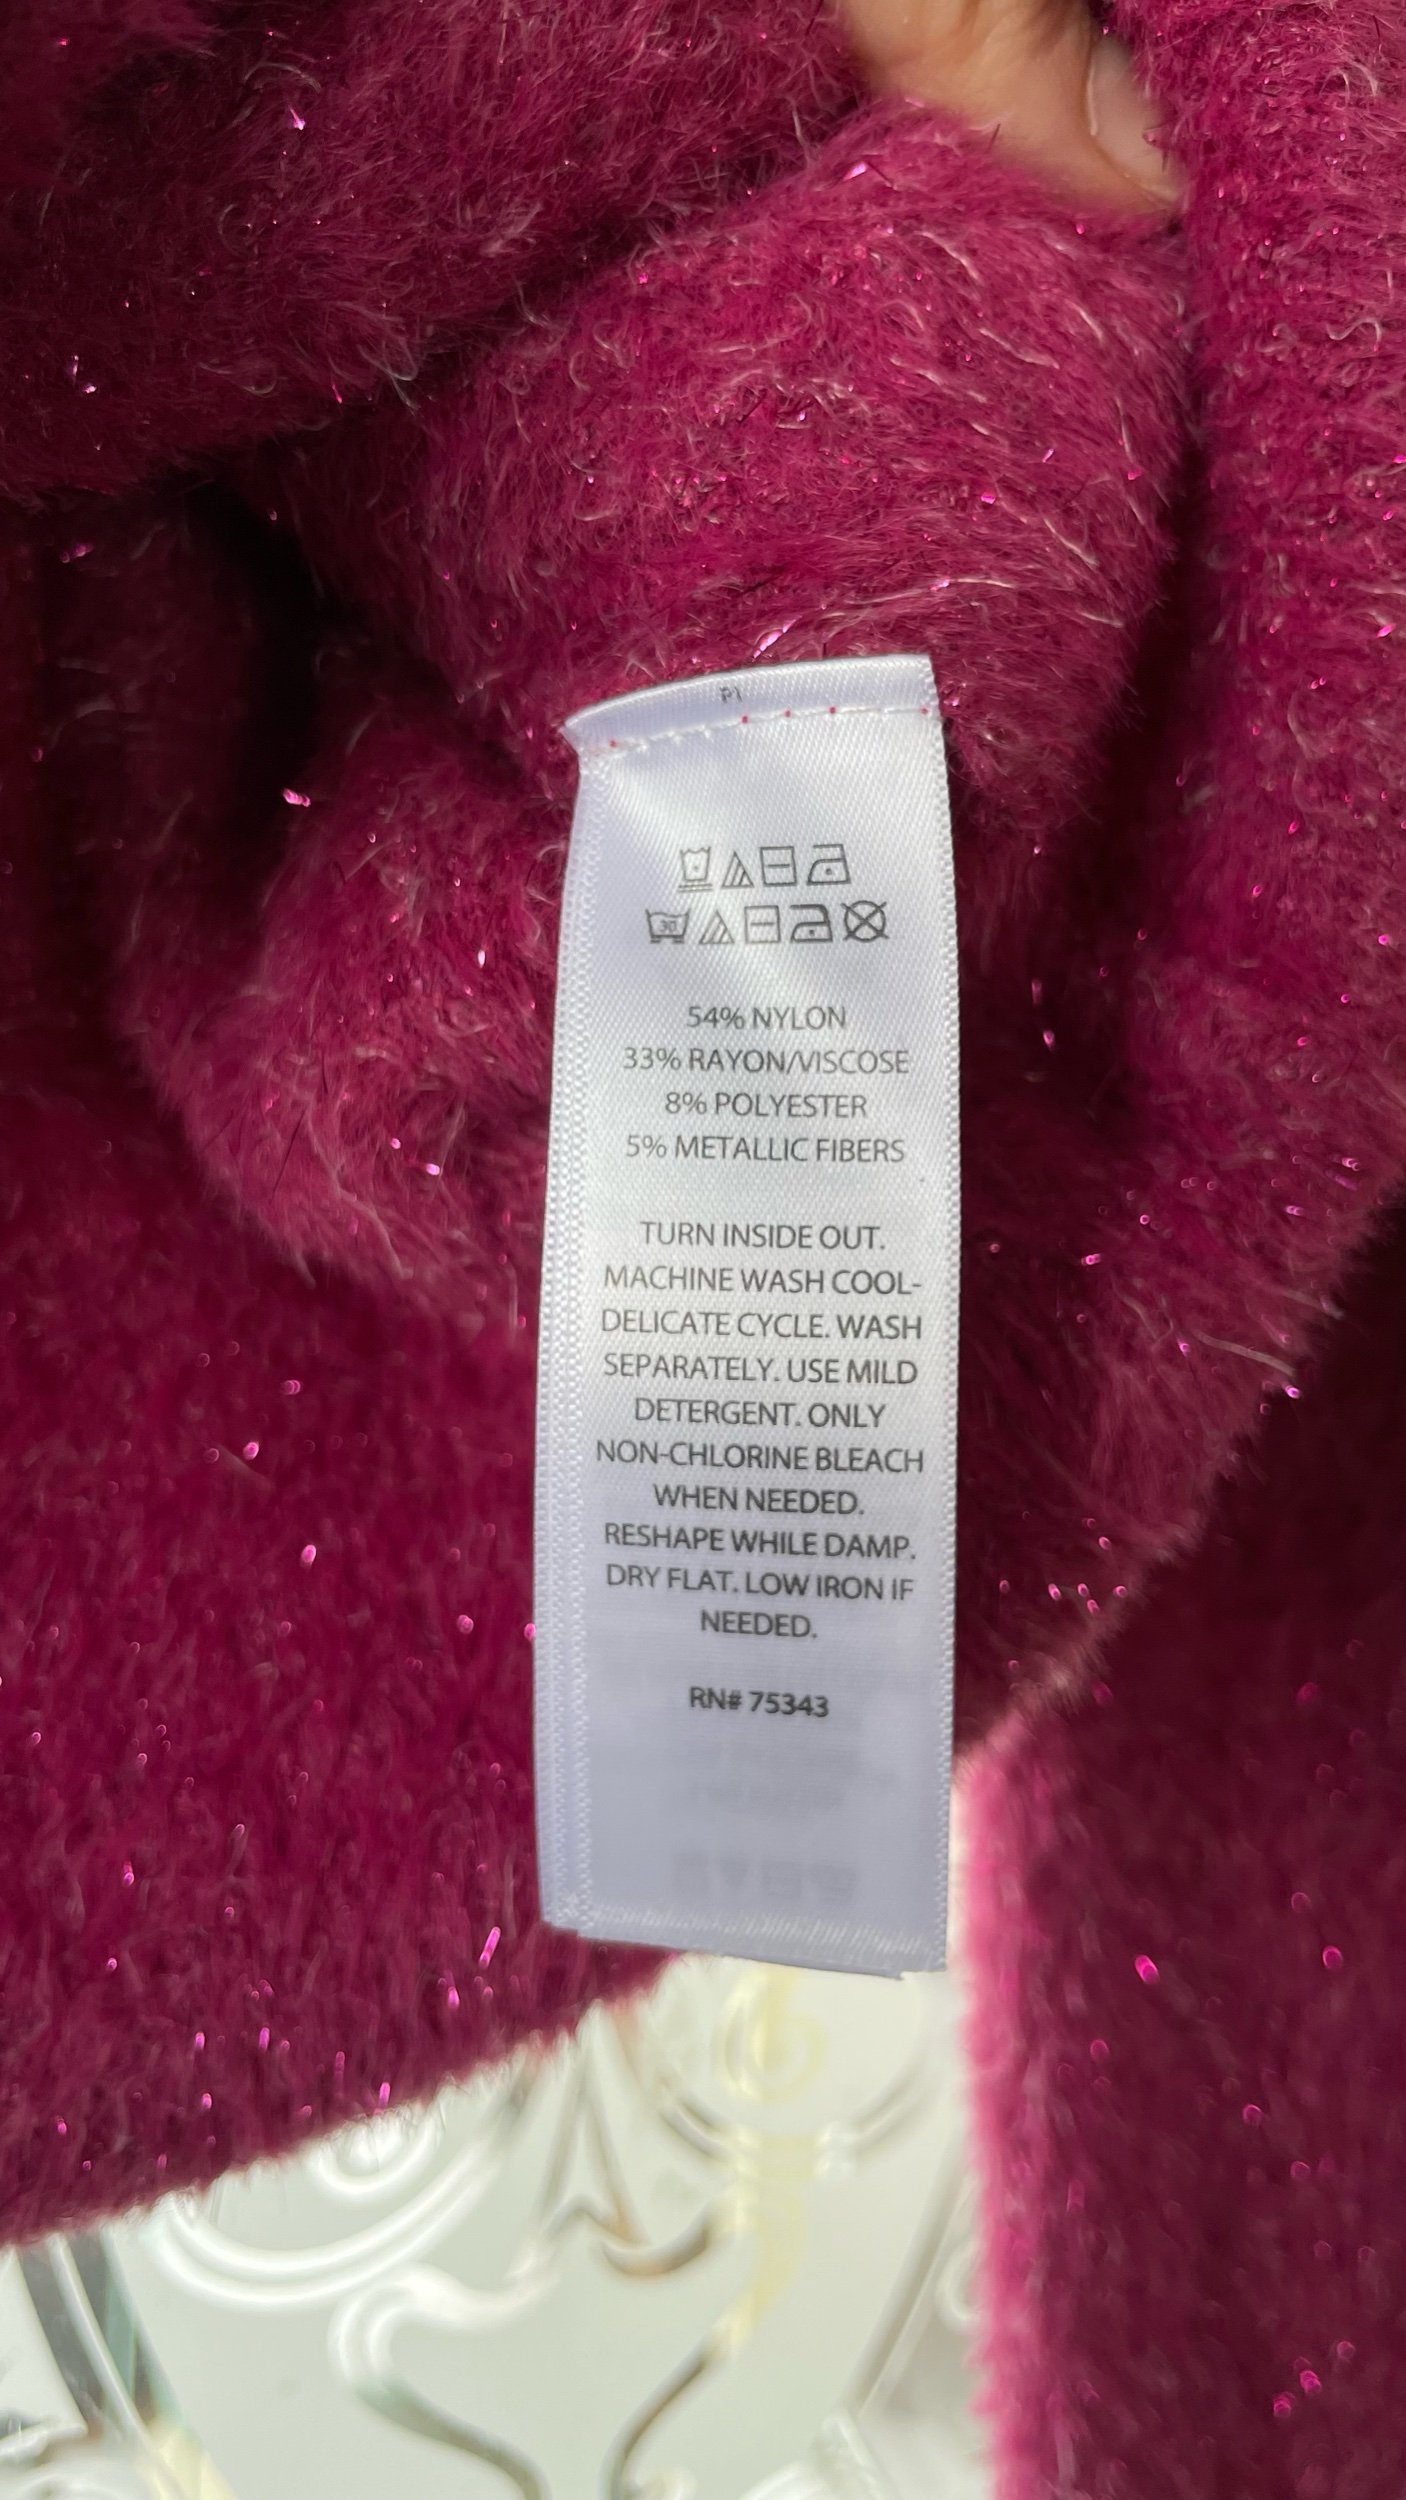 P1
30
54% NYLON
33% RAYON/VISCOSE
8% POLYESTER
5% METALLIC FIBERS
TURN INSIDE OUT.
MACHINE WASH COOL-
DELICATE CYCLE. WASH
SEPARATELY. USE MILD
DETERGENT. ONLY
NON-CHLORINE BLEACH
WHEN NEEDED.
RESHAPE WHILE DAMP.
DRY FLAT. LOW IRON IF
NEEDED.
RN# 75343